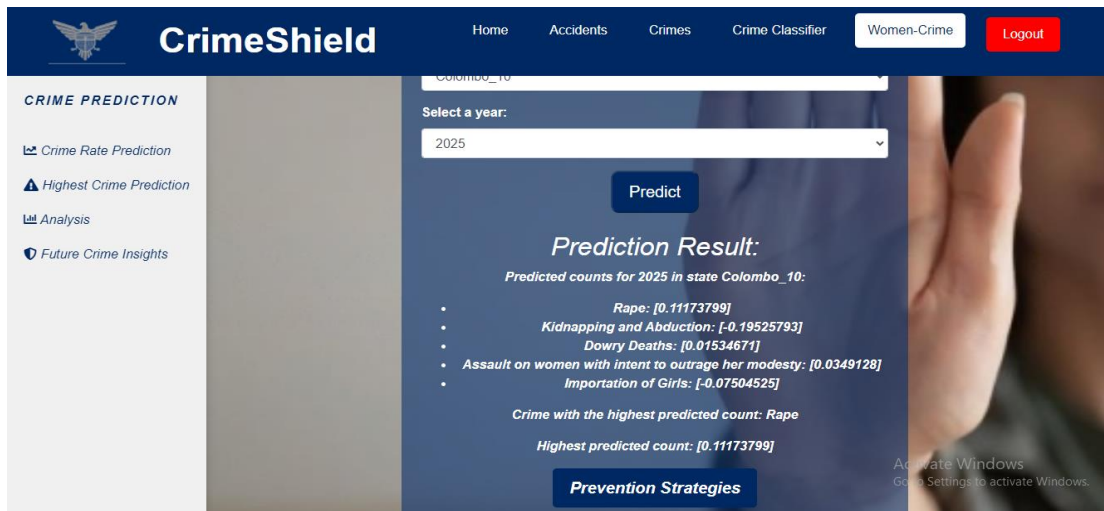 CrimeShield
Home
Accidents
Crimes
Crime Classifier
Women-Crime
Logout
CRIME PREDICTION
Crime Rate Prediction
Highest Crime Prediction
Analysis
Future Crime Insights
Colombo_10
Select a year:
2025
Predict
Prediction Result:
Predicted counts for 2025 in state Colombo_10:
Rape: [0.11173799]
Kidnapping and Abduction: [-0.19525793]
Dowry Deaths: [0.01534671]
Assault on women with intent to outrage her modesty: [0.0349128]
Importation of Girls: [-0.07504525]
Crime with the highest predicted count: Rape
Highest predicted count: [0.11173799]
Prevention Strategies
Activate Windows
Go to Settings to activate Windows.